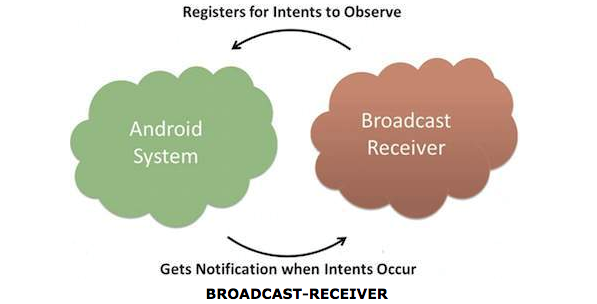 Registers for Intents to Observe
Android
System
Broadcast
Receiver
Gets Notification when Intents Occur
BROADCAST-RECEIVER